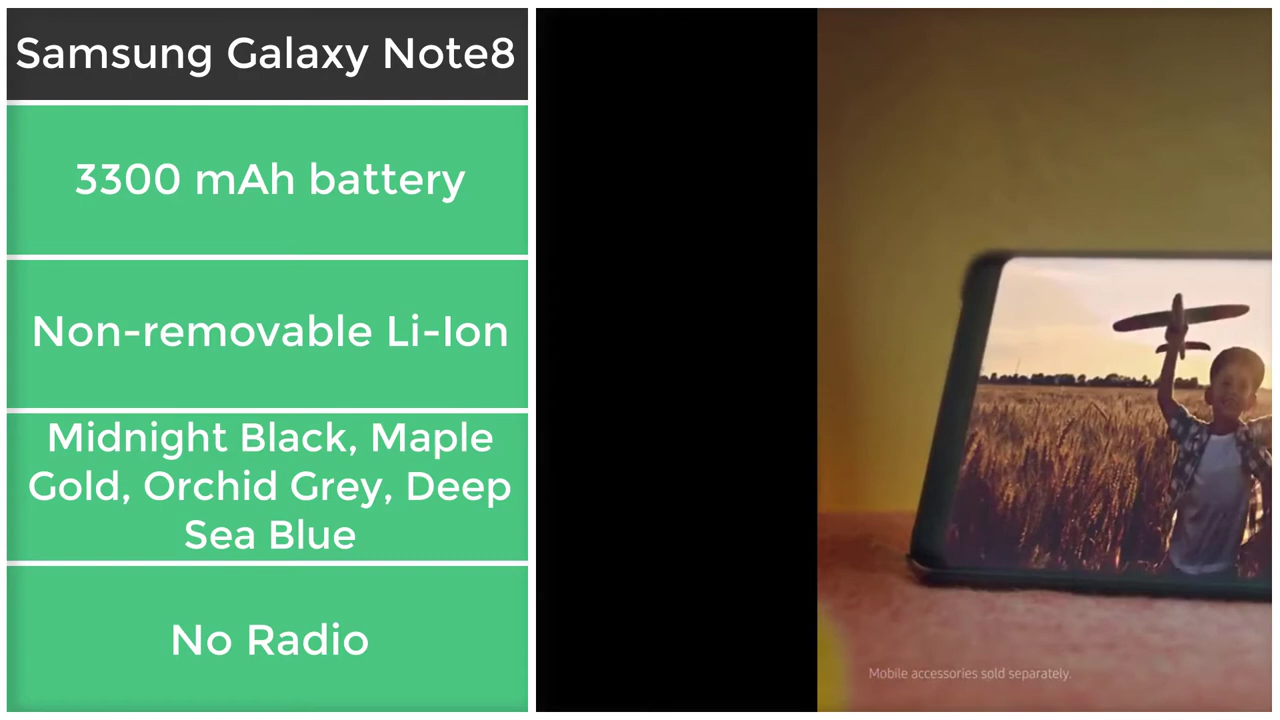 Samsung Galaxy Note8
3300 mAh battery
Non-removable Li-Ion
Midnight Black, Maple
Gold, Orchid Grey, Deep
Sea Blue
No Radio
Mobile accessories sold separately.